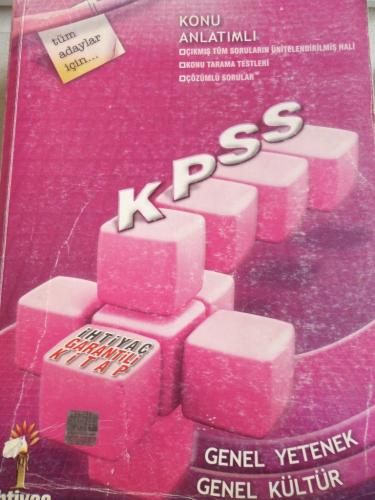 tüm
adaylar
için...
KONU
ANLATIMLI
ÇIKMIŞ TÜM SORULARIN ÜNİTELENDİRİLMİŞ HALİ
KONU TARAMA TESTLERİ
ÇÖZÜMLÜ SORULAR
KPSS
İHTİYAÇ
GARANTİLİ
KİTAP
GENEL YETENEK
GENEL KÜLTÜR